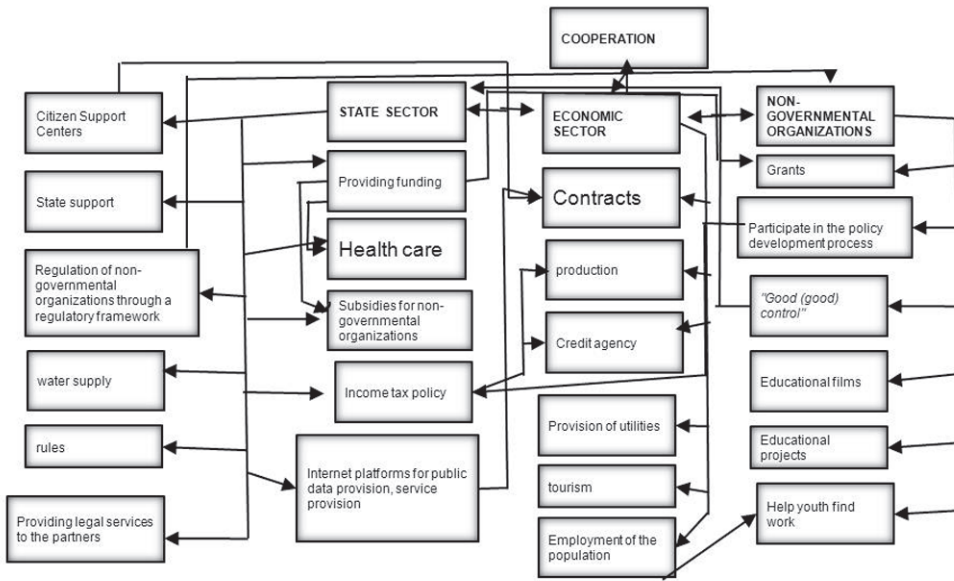 COOPERATION
Citizen Support
Centers
State support
Regulation of non-
governmental
organizations through a
regulatory framework
water supply
rules
Providing legal services
to the partners
STATE SECTOR
Providing funding
Health care
Subsidies for non-
governmental
organizations
Income tax policy
Internet platforms for public
data provision, service
provision
ECONOMIC
SECTOR
Contracts
production
Credit agency
Provision of utilities
tourism
Employment of the
population
NON-
GOVERNMENTAL
ORGANIZATIONS
Grants
Participate in the policy
development process
"Good (good)
control"
Educational films
Educational
projects
Help youth find
work